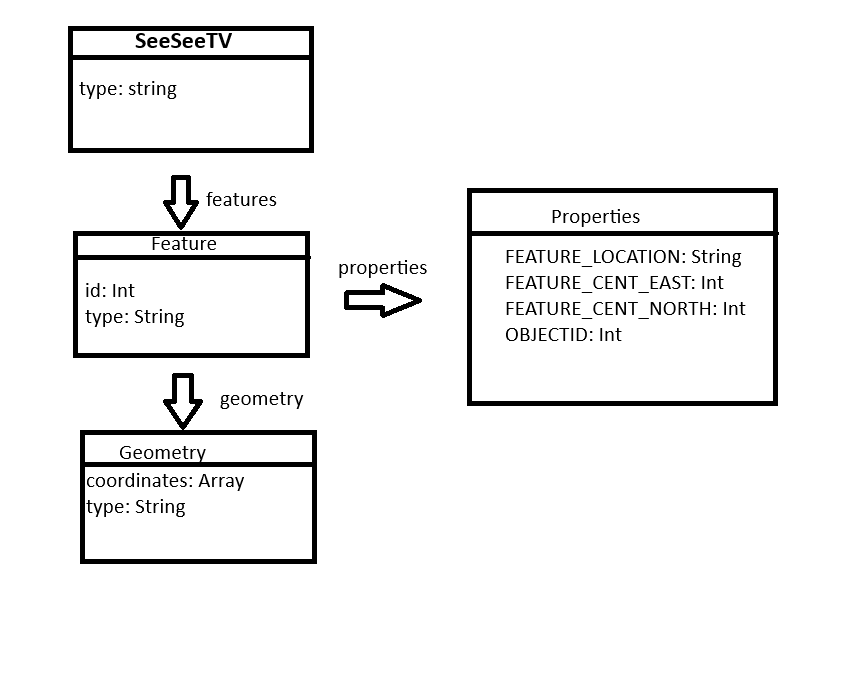 SeeSeeTV
type: string
features
Feature
id: Int
type: String
properties
Properties
FEATURE_LOCATION: String
FEATURE_CENT_EAST: Int
FEATURE_CENT_NORTH: Int
OBJECTID: Int
geometry
Geometry
coordinates: Array
type: String